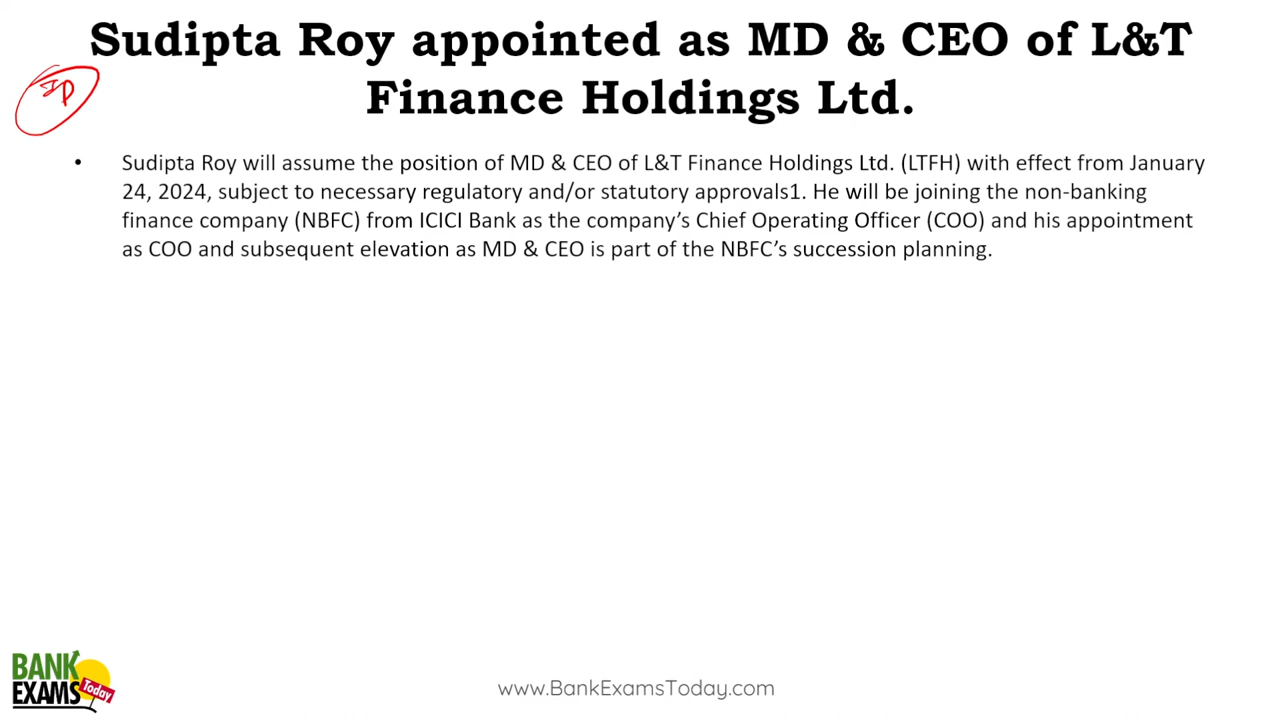 Sudipta Roy appointed as MD & CEO of L&T
Finance Holdings Ltd.
IP
• Sudipta Roy will assume the position of MD & CEO of L&T Finance Holdings Ltd. (LTFH) with effect from January
24, 2024, subject to necessary regulatory and/or statutory approvals1. He will be joining the non-banking
finance company (NBFC) from ICICI Bank as the company’s Chief Operating Officer (COO) and his appointment
as COO and subsequent elevation as MD & CEO is part of the NBFC’s succession planning.
BANK
EXAMS Today
www.BankExamsToday.com